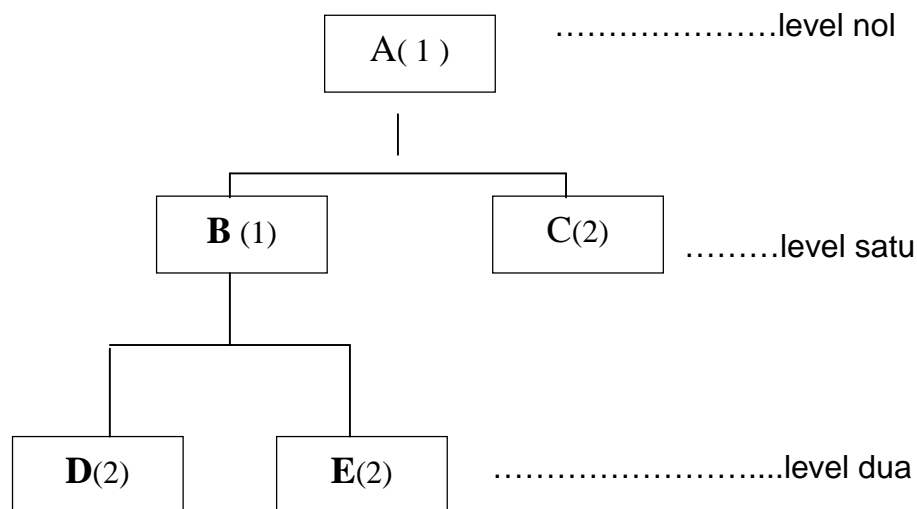 A( 1 ) …………………level nol
B (1) C(2) ………level satu
D(2) E(2) ……………………....level dua